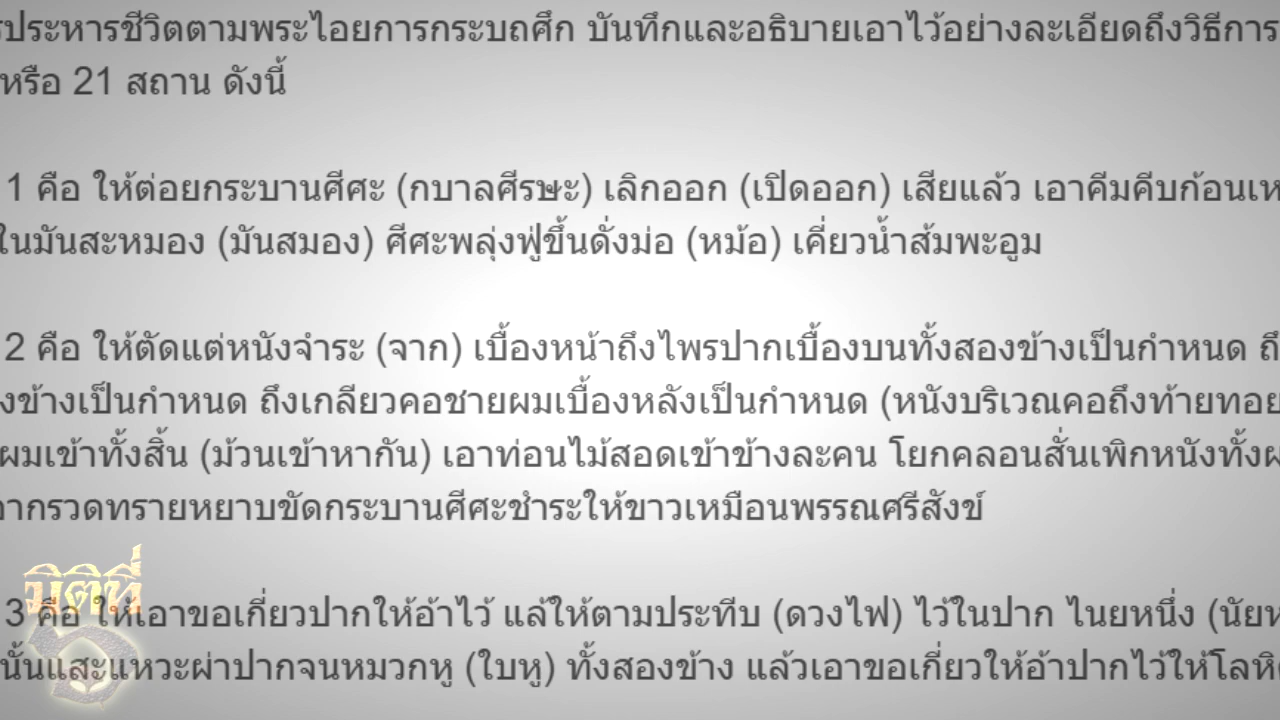 ประหารชีวิตตามพระไอยการกระบถศึก บันทึกและอธิบายเอาไว้อย่างละเอียดถึงวิธีการ
หรือ 21 สถาน ดังนี้
1 คือ ให้ต่อยกระบานศีศะ (กบาลศีรษะ) เลิกออก (เปิดออก) เสียแล้ว เอาคีมคีบก้อนเห
ในมันสะหมอง (มันสมอง) ศีศะพลุ่งฟู่ขึ้นดั่งม่อ (หม้อ) เคี่ยวน้ำส้มพะอูม
2 คือ ให้ตัดแต่หนังจำระ (จาก) เบื้องหน้าถึงไพรปากเบื้องบนทั้งสองข้างเป็นกำหนด ถึ
งข้างเป็นกำหนด ถึงเกลียวคอชายผมเบื้องหลังเป็นกำหนด (หนังบริเวณคอถึงท้ายทอย
ผมเข้าทั้งสิ้น (ม้วนเข้าหากัน) เอาท่อนไม้สอดเข้าข้างละคน โยกคลอนสั่นเพิกหนังทั้งผ
ากรวดทรายหยาบขัดกระบานศีศะชำระให้ขาวเหมือนพรรณศรีสังข์
3 คือ ให้เอาขอเกี่ยวปากให้อ้าไว้ แล้ให้ตามประทีบ (ดวงไฟ) ไว้ในปาก ไนยหนึ่ง (นัยห
นั้นแสะแหวะผ่าปากจนหมวกหู (ใบหู) ทั้งสองข้าง แล้วเอาขอเกี่ยวให้อ้าปากไว้ให้โลหิต
มิติที่
๖